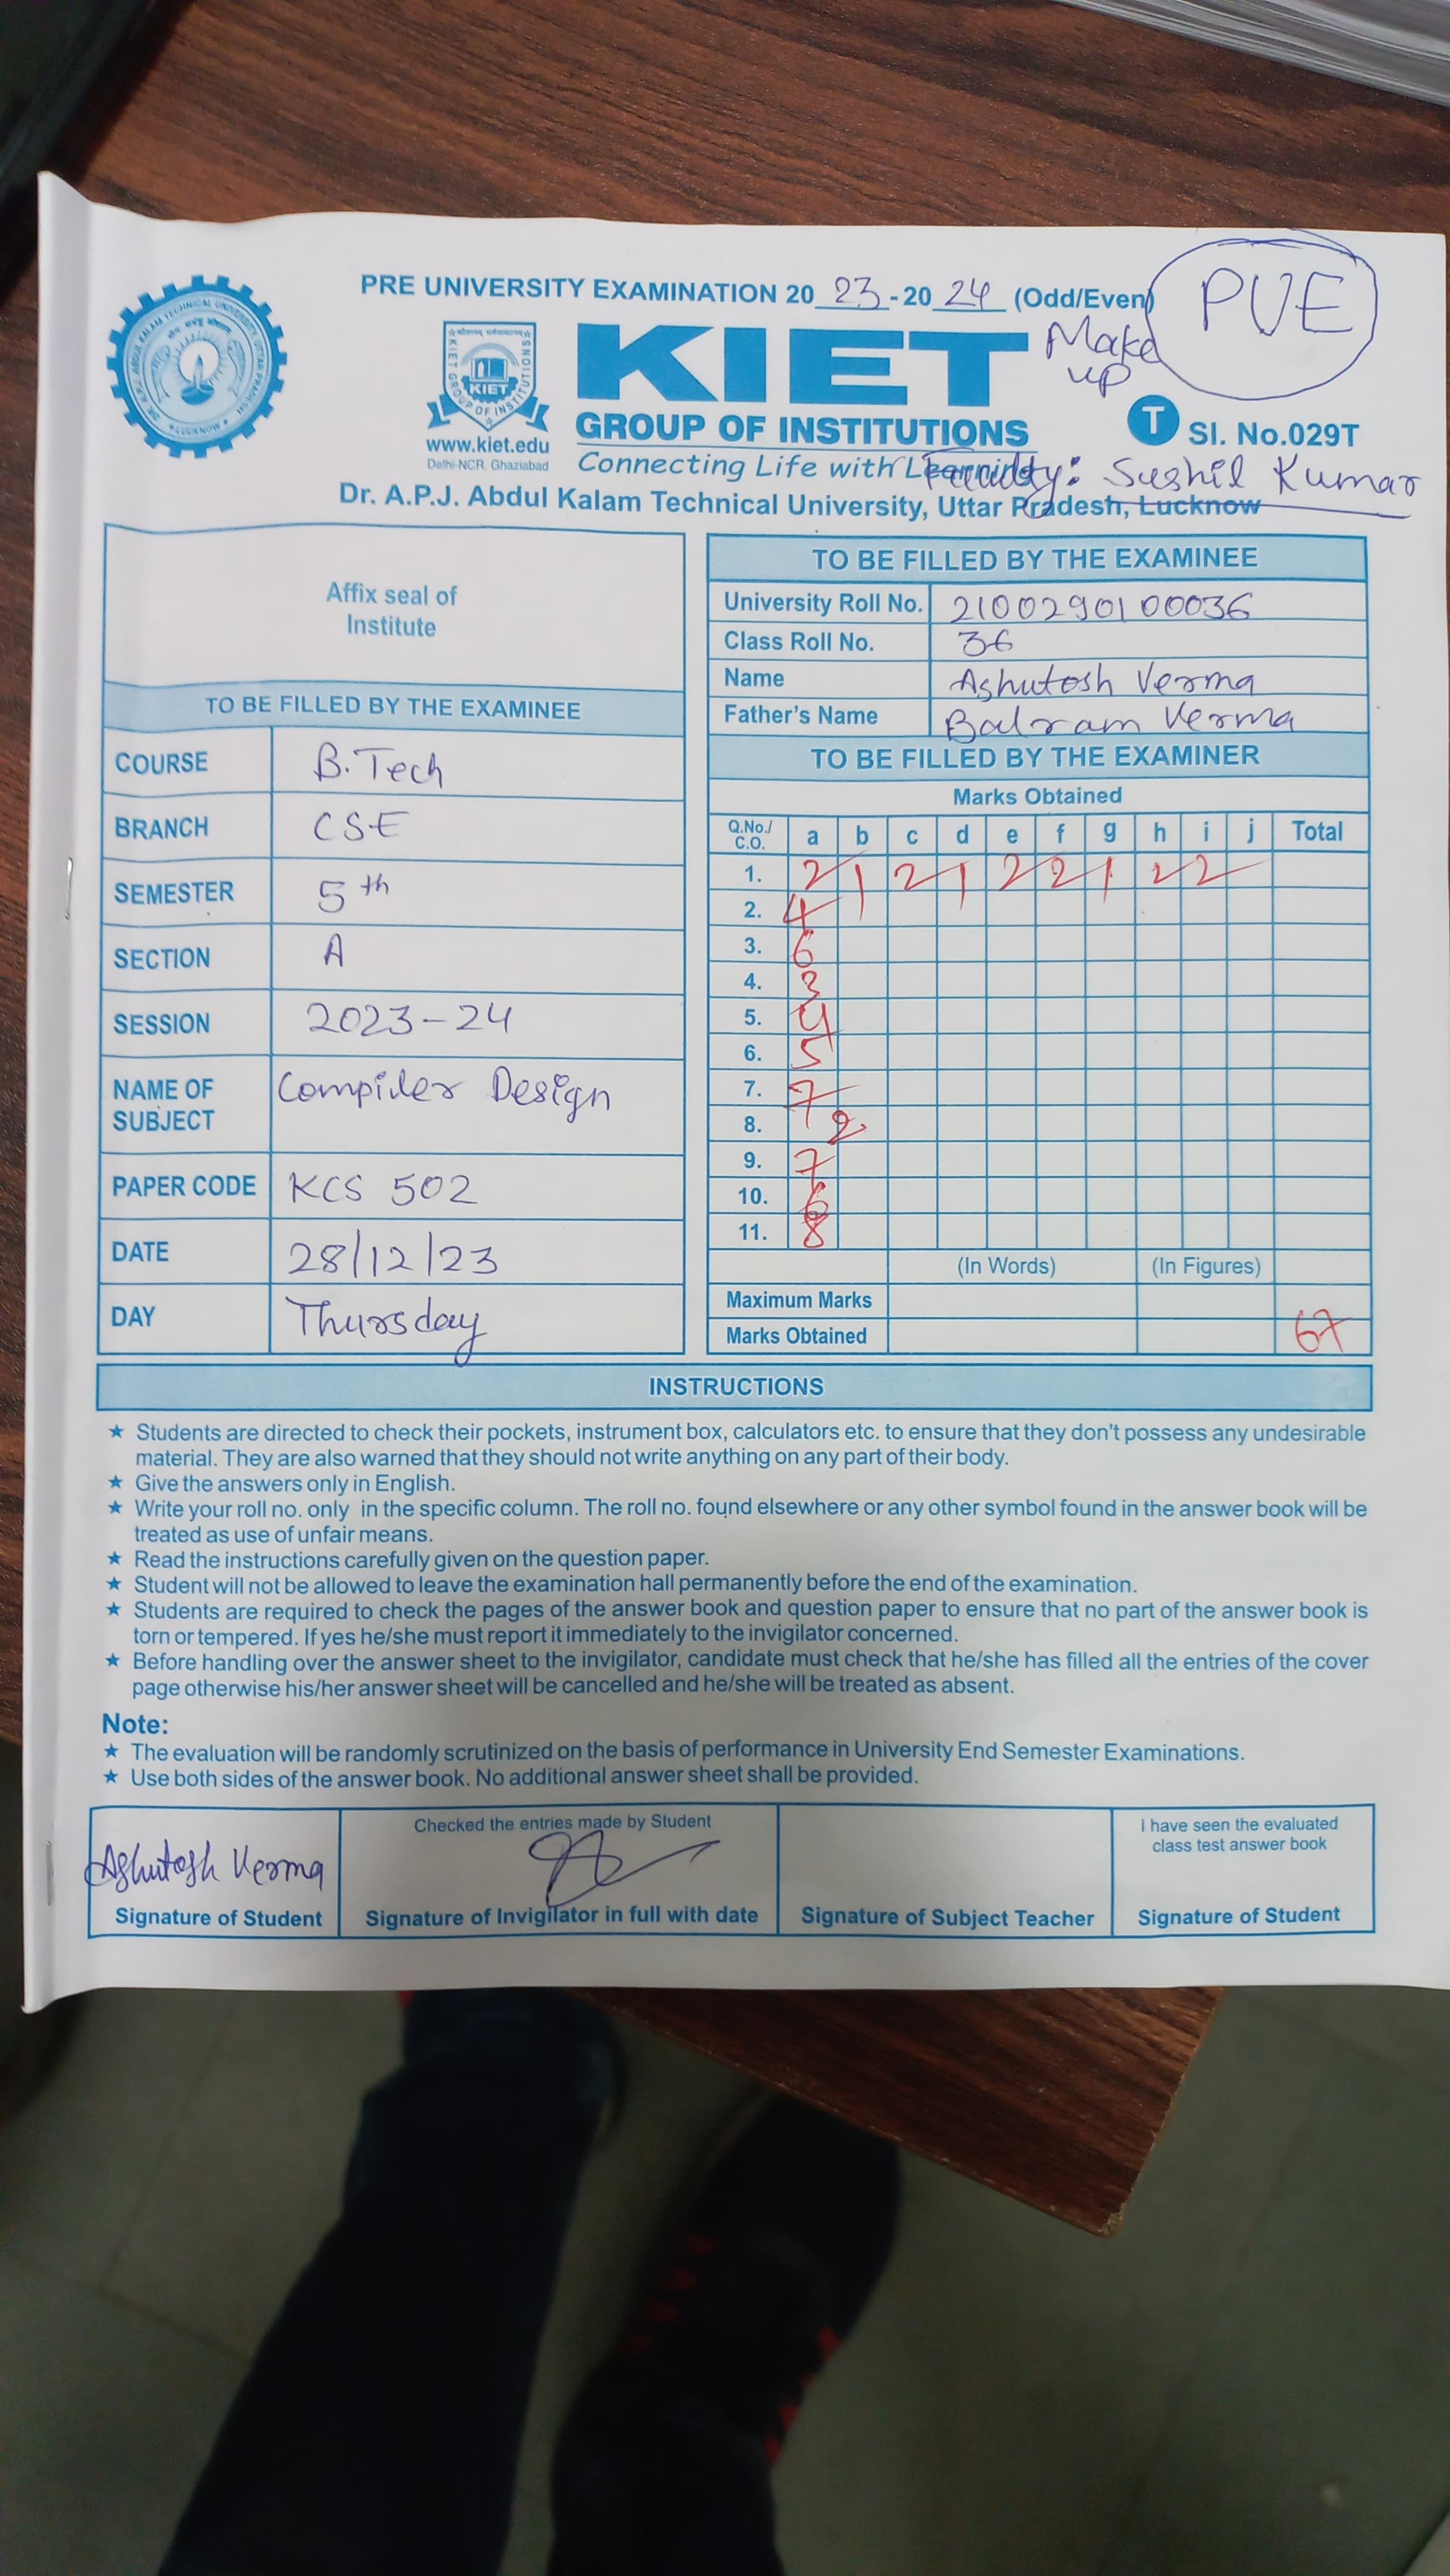 PRE UNIVERSITY EXAMINATION 20 23 - 20 24 (Odd/Even)
PUE
Make up
KIET GROUP OF INSTITUTIONS
KIET
www.kiet.edu
Delhi-NCR, Ghaziabad
KIET
GROUP OF INSTITUTIONS
Connecting Life with Learning
T Sl. No.029T
Faculty: Sushil Kumar
Dr. A.P.J. Abdul Kalam Technical University, Uttar Pradesh, Lucknow
Affix seal of
Institute
TO BE FILLED BY THE EXAMINEE
COURSE B.Tech
BRANCH CSE
SEMESTER 5th
SECTION A
SESSION 2023-24
NAME OF
SUBJECT Compiler Design
PAPER CODE KCS 502
DATE 28/12/23
DAY Thursday
TO BE FILLED BY THE EXAMINEE
University Roll No. 2100290100036
Class Roll No. 36
Name Ashutosh Verma
Father's Name Balram Verma
TO BE FILLED BY THE EXAMINER
Marks Obtained
Q.No./ C.O. a b c d e f g h i j Total
1. 2 1 2 1 2 2 1 2 2
2. 4
3. 6
4. 3
5. 4
6. 5
7. 7
8. 2
9. 7
10. 6
11. 8
(In Words) (In Figures)
Maximum Marks
Marks Obtained 67
INSTRUCTIONS
★ Students are directed to check their pockets, instrument box, calculators etc. to ensure that they don't possess any undesirable
material. They are also warned that they should not write anything on any part of their body.
★ Give the answers only in English.
★ Write your roll no. only in the specific column. The roll no. found elsewhere or any other symbol found in the answer book will be
treated as use of unfair means.
★ Read the instructions carefully given on the question paper.
★ Student will not be allowed to leave the examination hall permanently before the end of the examination.
★ Students are required to check the pages of the answer book and question paper to ensure that no part of the answer book is
torn or tempered. If yes he/she must report it immediately to the invigilator concerned.
★ Before handling over the answer sheet to the invigilator, candidate must check that he/she has filled all the entries of the cover
page otherwise his/her answer sheet will be cancelled and he/she will be treated as absent.
Note:
★ The evaluation will be randomly scrutinized on the basis of performance in University End Semester Examinations.
★ Use both sides of the answer book. No additional answer sheet shall be provided.
Ashutosh Verma
Signature of Student
Checked the entries made by Student
Signature of Invigilator in full with date
Signature of Subject Teacher
I have seen the evaluated
class test answer book
Signature of Student